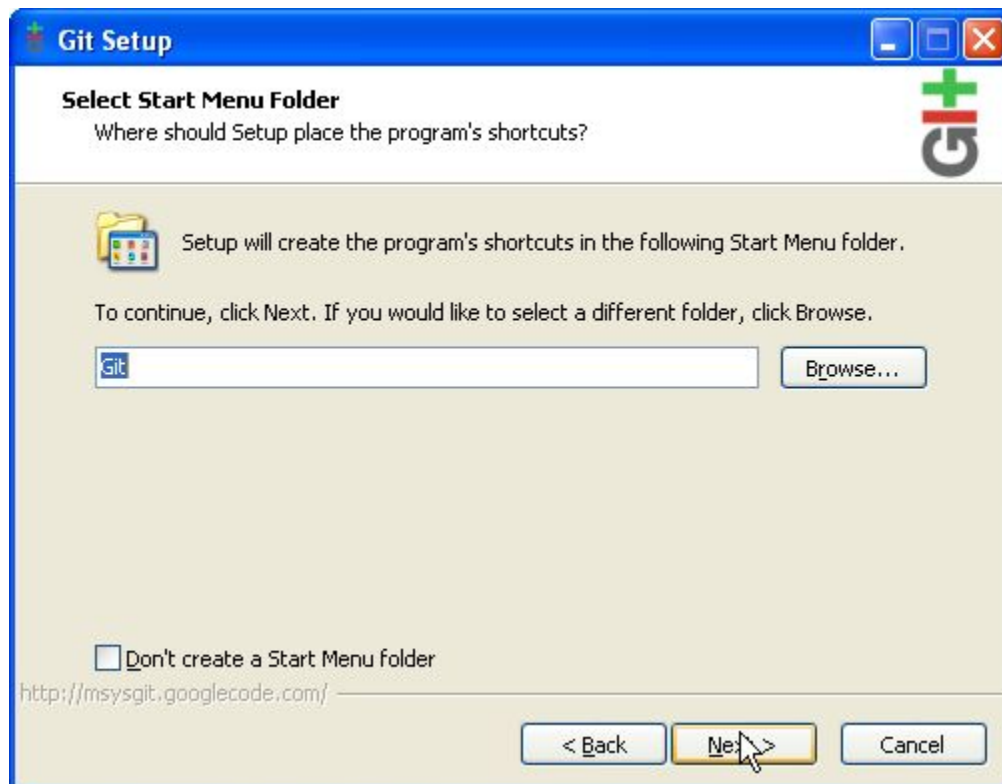 Git Setup
Select Start Menu Folder
Where should Setup place the program's shortcuts?
Git
Setup will create the program's shortcuts in the following Start Menu folder.
To continue, click Next. If you would like to select a different folder, click Browse.
Git
Browse...
Don't create a Start Menu folder
http://msysgit.googlecode.com/
< Back
Next >
Cancel